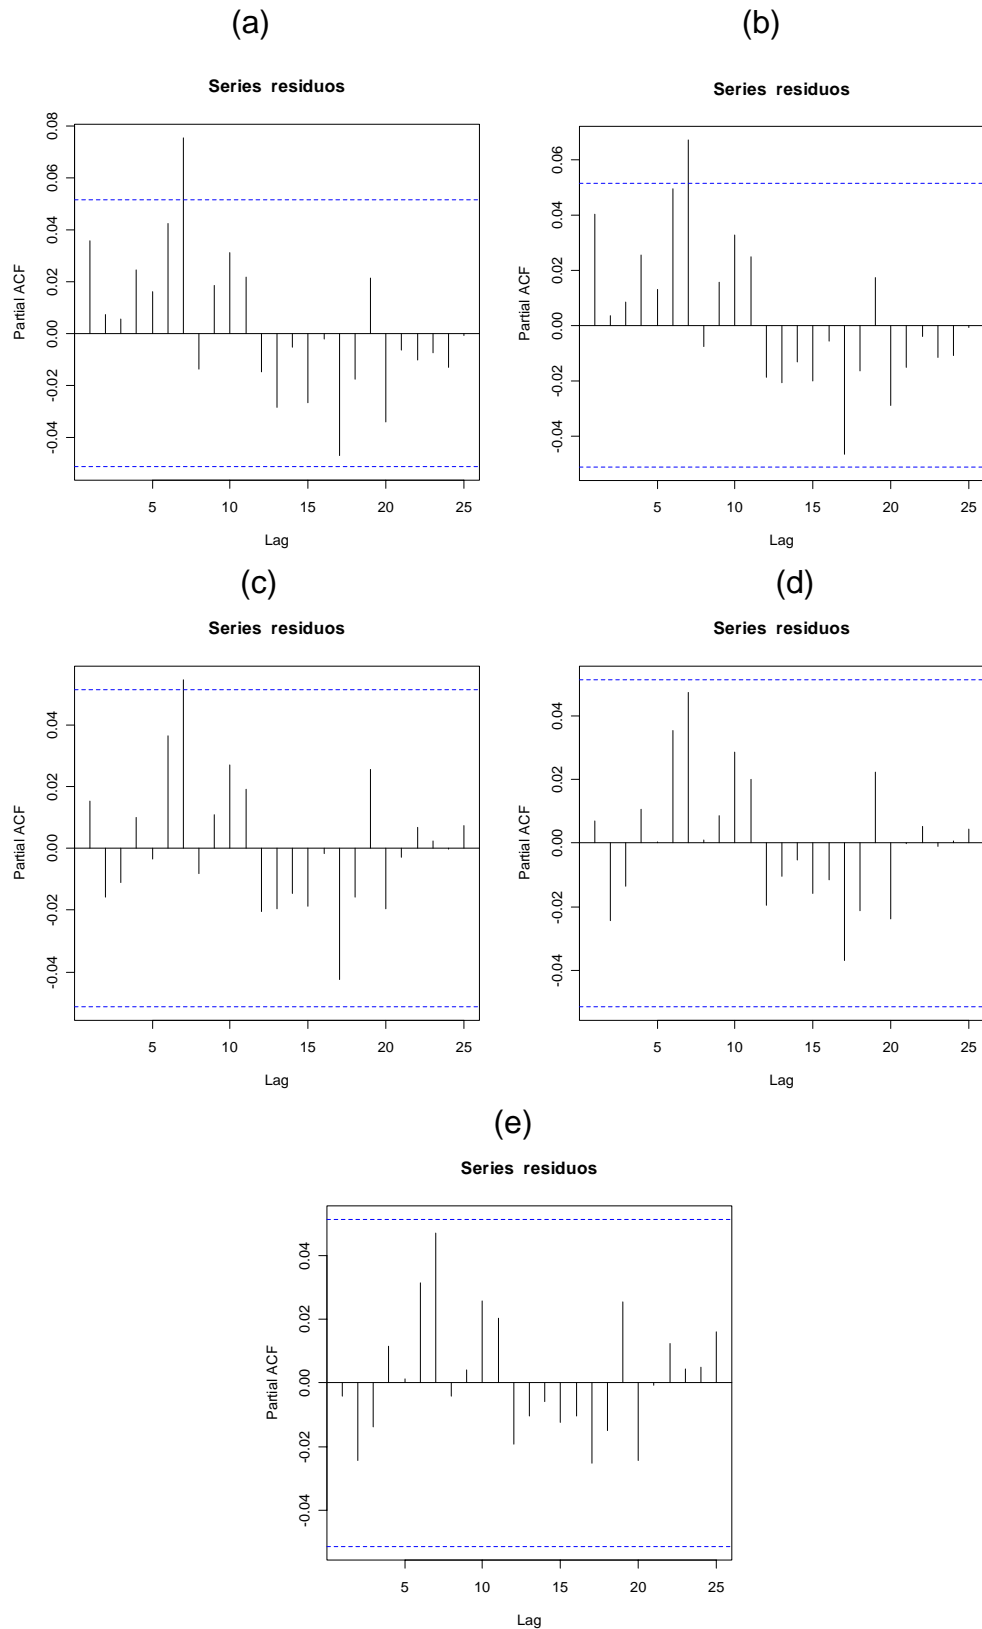 (a)
Series residuos
Partial ACF
0.08
0.06
0.04
0.02
0.00
-0.02
-0.04
5 10 15 20 25
Lag
(b)
Series residuos
Partial ACF
0.06
0.04
0.02
0.00
-0.02
-0.04
5 10 15 20 25
Lag
(c)
Series residuos
Partial ACF
0.04
0.02
0.00
-0.02
-0.04
5 10 15 20 25
Lag
(d)
Series residuos
Partial ACF
0.04
0.02
0.00
-0.02
-0.04
5 10 15 20 25
Lag
(e)
Series residuos
Partial ACF
0.04
0.02
0.00
-0.02
-0.04
5 10 15 20 25
Lag